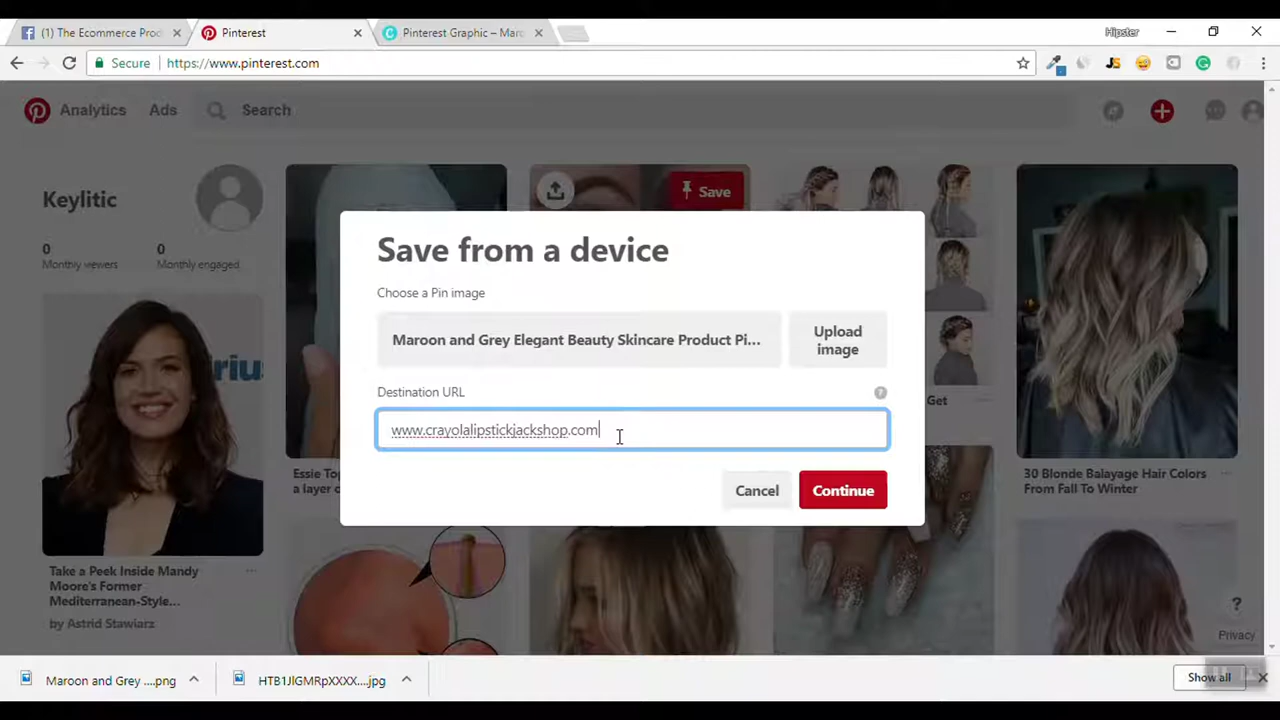 (1) The Ecommerce Prod
Pinterest
Pinterest Graphic – Marc
Hipster
Secure
https://www.pinterest.com
Analytics
Ads
Search
Keylitic
0
0
Monthly viewers
Monthly engaged
Save
Save from a device
Choose a Pin image
Maroon and Grey Elegant Beauty Skincare Product Pi...
Upload
image
Destination URL
www.crayolalipstickjackshop.com
Cancel
Continue
Get
Essie Top
a layer o
30 Blonde Balayage Hair Colors
From Fall To Winter
Take a Peek Inside Mandy
Moore's Former
Mediterranean-Style...
by Astrid Stawiarz
?
Privacy
Maroon and Grey ....png
HTB1JlGMRpXXXX....jpg
Show all